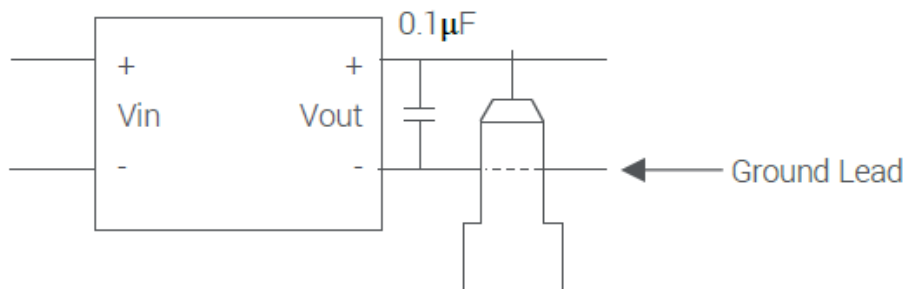 0.1μF
+ +
Vin Vout
- -
Ground Lead